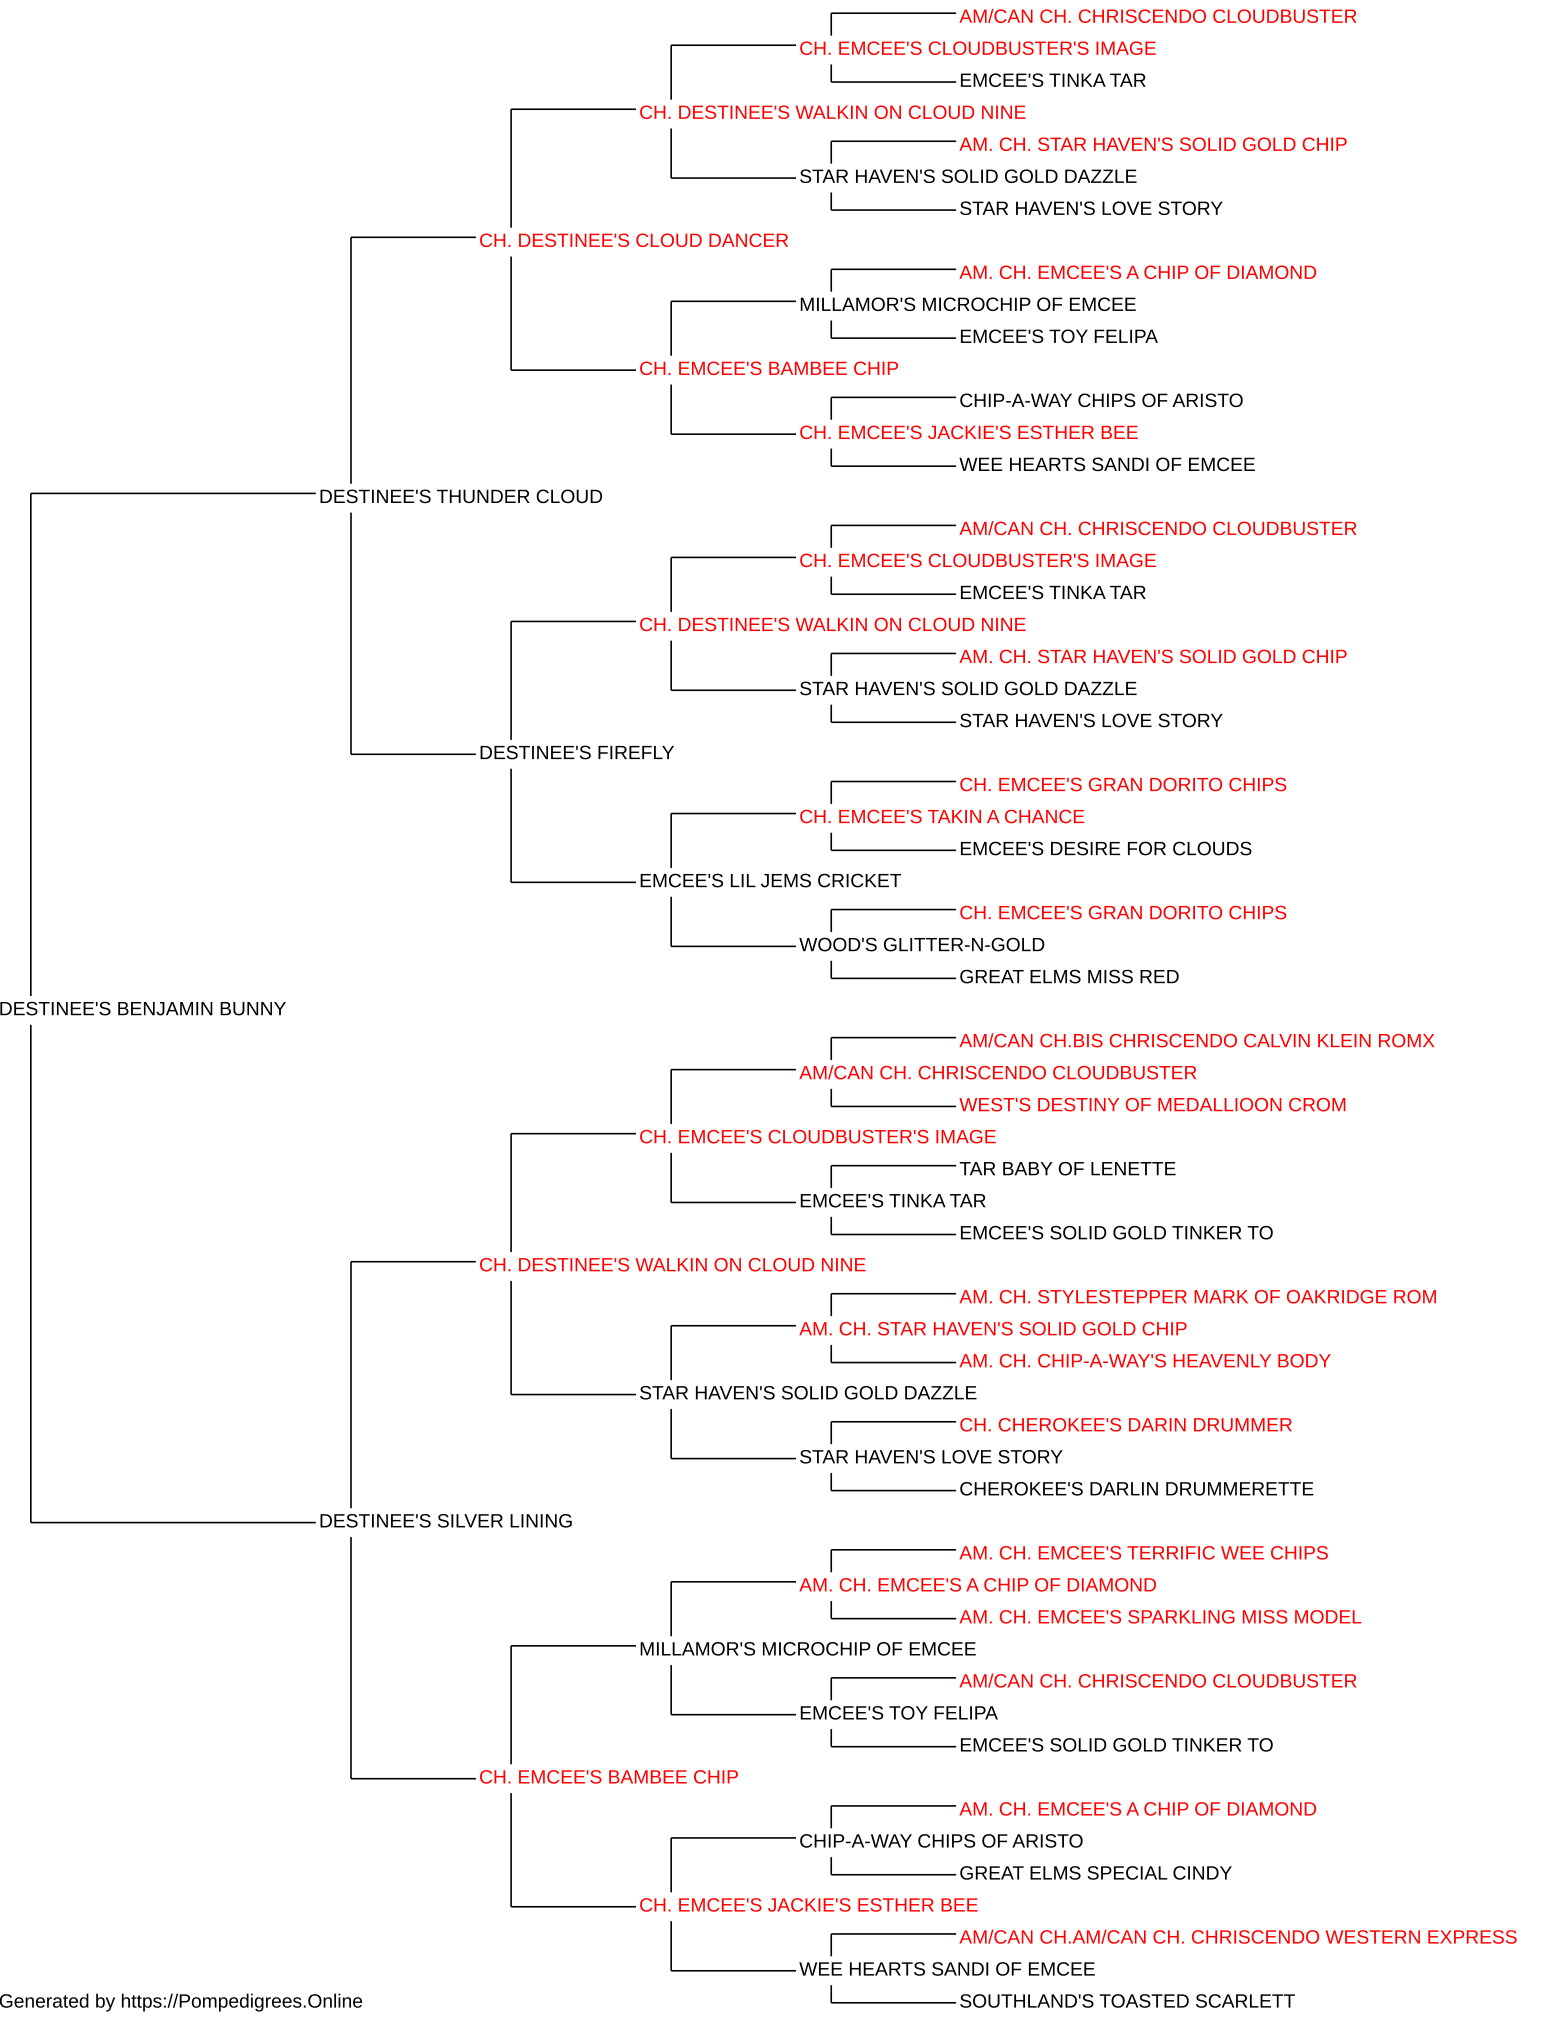 AM/CAN CH. CHRISCENDO CLOUDBUSTER
CH. EMCEE'S CLOUDBUSTER'S IMAGE
EMCEE'S TINKA TAR
CH. DESTINEE'S WALKIN ON CLOUD NINE
AM. CH. STAR HAVEN'S SOLID GOLD CHIP
STAR HAVEN'S SOLID GOLD DAZZLE
STAR HAVEN'S LOVE STORY
CH. DESTINEE'S CLOUD DANCER
AM. CH. EMCEE'S A CHIP OF DIAMOND
MILLAMOR'S MICROCHIP OF EMCEE
EMCEE'S TOY FELIPA
CH. EMCEE'S BAMBEE CHIP
CHIP-A-WAY CHIPS OF ARISTO
CH. EMCEE'S JACKIE'S ESTHER BEE
WEE HEARTS SANDI OF EMCEE
DESTINEE'S THUNDER CLOUD
AM/CAN CH. CHRISCENDO CLOUDBUSTER
CH. EMCEE'S CLOUDBUSTER'S IMAGE
EMCEE'S TINKA TAR
CH. DESTINEE'S WALKIN ON CLOUD NINE
AM. CH. STAR HAVEN'S SOLID GOLD CHIP
STAR HAVEN'S SOLID GOLD DAZZLE
STAR HAVEN'S LOVE STORY
DESTINEE'S FIREFLY
CH. EMCEE'S GRAN DORITO CHIPS
CH. EMCEE'S TAKIN A CHANCE
EMCEE'S DESIRE FOR CLOUDS
EMCEE'S LIL JEMS CRICKET
CH. EMCEE'S GRAN DORITO CHIPS
WOOD'S GLITTER-N-GOLD
GREAT ELMS MISS RED
DESTINEE'S BENJAMIN BUNNY
AM/CAN CH.BIS CHRISCENDO CALVIN KLEIN ROMX
AM/CAN CH. CHRISCENDO CLOUDBUSTER
WEST'S DESTINY OF MEDALLIOON CROM
CH. EMCEE'S CLOUDBUSTER'S IMAGE
TAR BABY OF LENETTE
EMCEE'S TINKA TAR
EMCEE'S SOLID GOLD TINKER TO
CH. DESTINEE'S WALKIN ON CLOUD NINE
AM. CH. STYLESTEPPER MARK OF OAKRIDGE ROM
AM. CH. STAR HAVEN'S SOLID GOLD CHIP
AM. CH. CHIP-A-WAY'S HEAVENLY BODY
STAR HAVEN'S SOLID GOLD DAZZLE
CH. CHEROKEE'S DARIN DRUMMER
STAR HAVEN'S LOVE STORY
CHEROKEE'S DARLIN DRUMMERETTE
DESTINEE'S SILVER LINING
AM. CH. EMCEE'S TERRIFIC WEE CHIPS
AM. CH. EMCEE'S A CHIP OF DIAMOND
AM. CH. EMCEE'S SPARKLING MISS MODEL
MILLAMOR'S MICROCHIP OF EMCEE
AM/CAN CH. CHRISCENDO CLOUDBUSTER
EMCEE'S TOY FELIPA
EMCEE'S SOLID GOLD TINKER TO
CH. EMCEE'S BAMBEE CHIP
AM. CH. EMCEE'S A CHIP OF DIAMOND
CHIP-A-WAY CHIPS OF ARISTO
GREAT ELMS SPECIAL CINDY
CH. EMCEE'S JACKIE'S ESTHER BEE
AM/CAN CH.AM/CAN CH. CHRISCENDO WESTERN EXPRESS
WEE HEARTS SANDI OF EMCEE
SOUTHLAND'S TOASTED SCARLETT
Generated by https://Pompedigrees.Online